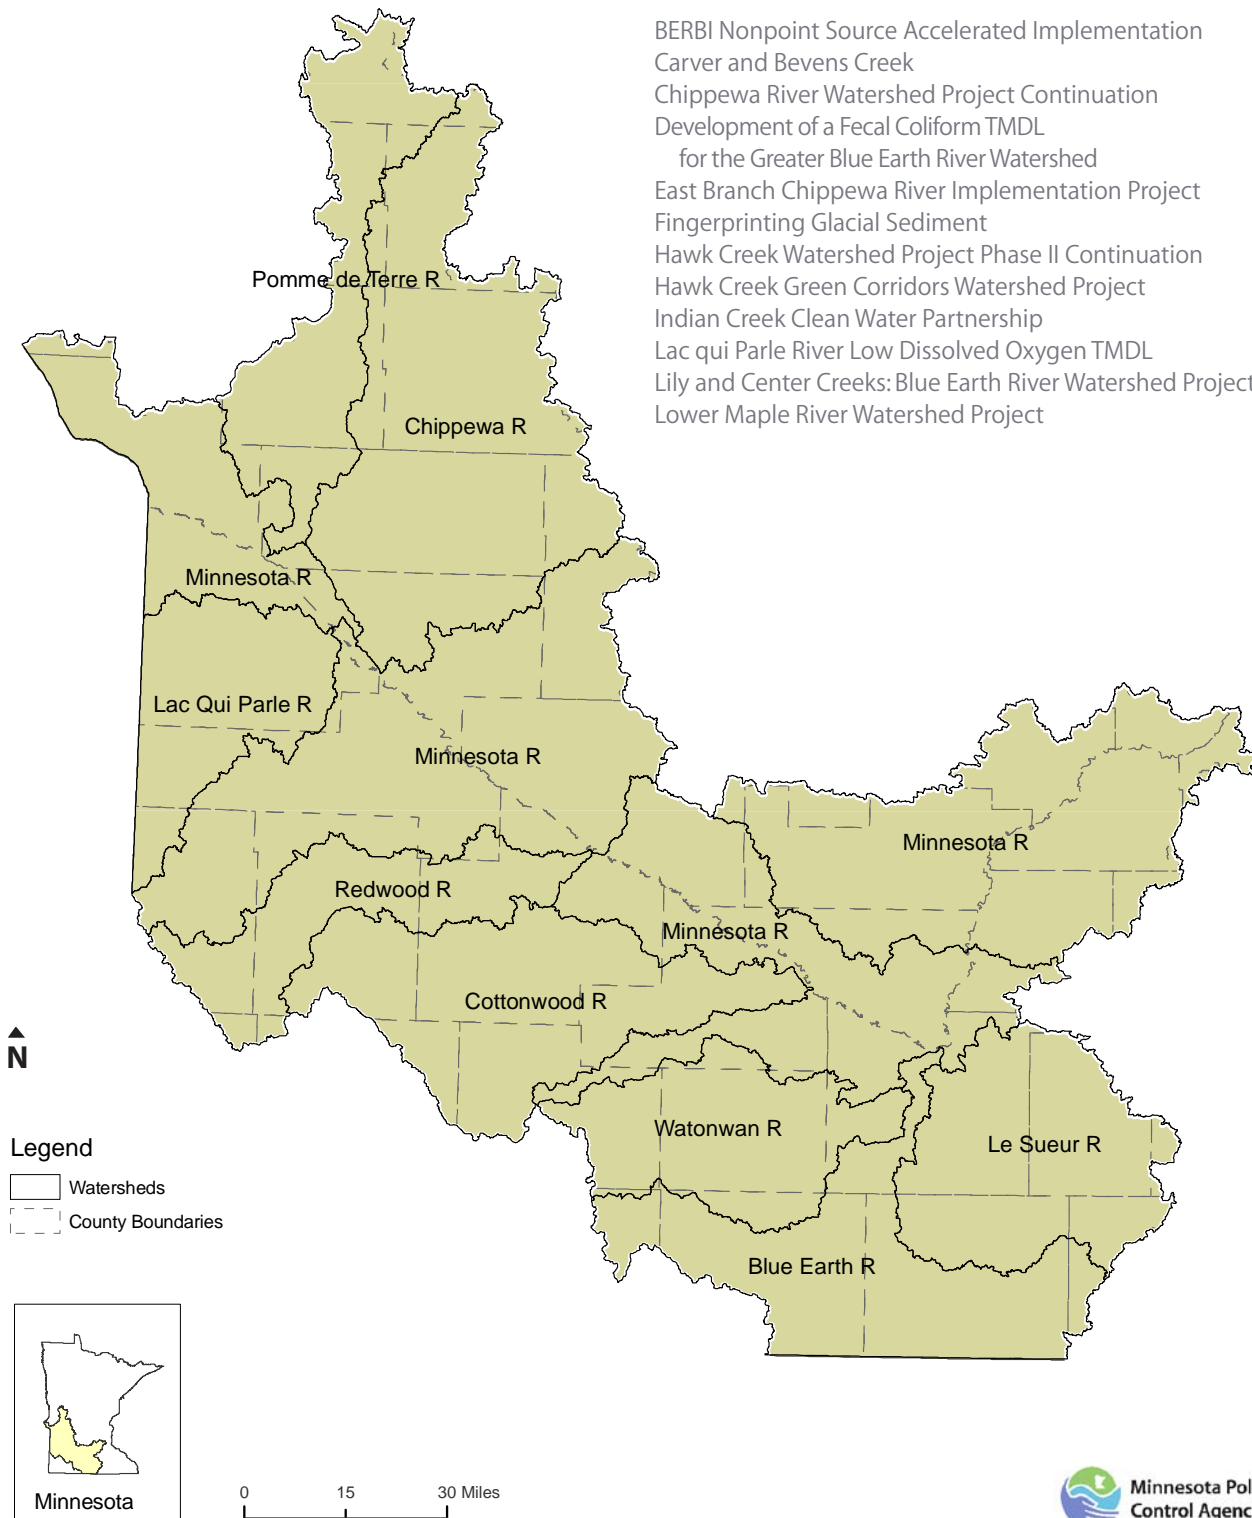 BERBI Nonpoint Source Accelerated Implementation
Carver and Bevens Creek
Chippewa River Watershed Project Continuation
Development of a Fecal Coliform TMDL
for the Greater Blue Earth River Watershed
East Branch Chippewa River Implementation Project
Fingerprinting Glacial Sediment
Hawk Creek Watershed Project Phase II Continuation
Hawk Creek Green Corridors Watershed Project
Indian Creek Clean Water Partnership
Lac qui Parle River Low Dissolved Oxygen TMDL
Lily and Center Creeks: Blue Earth River Watershed Project
Lower Maple River Watershed Project
Pomme de Terre R
Chippewa R
Minnesota R
Lac Qui Parle R
Minnesota R
Minnesota R
Redwood R
Minnesota R
Cottonwood R
Watonwan R
Le Sueur R
Blue Earth R
N
Legend
Watersheds
County Boundaries
Minnesota
0 15 30 Miles
Minnesota Pol
Control Agenc